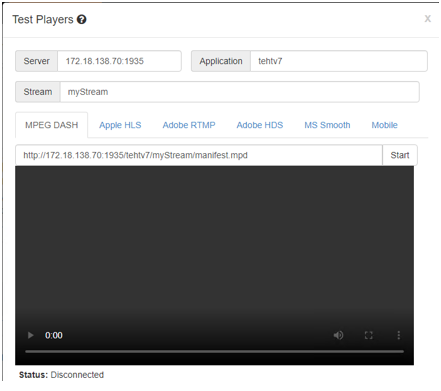 Test Players ? x
Server 172.18.138.70:1935 Application tehtv7
Stream myStream
MPEG DASH Apple HLS Adobe RTMP Adobe HDS MS Smooth Mobile
http://172.18.138.70:1935/tehtv7/myStream/manifest.mpd Start
0:00
Status: Disconnected